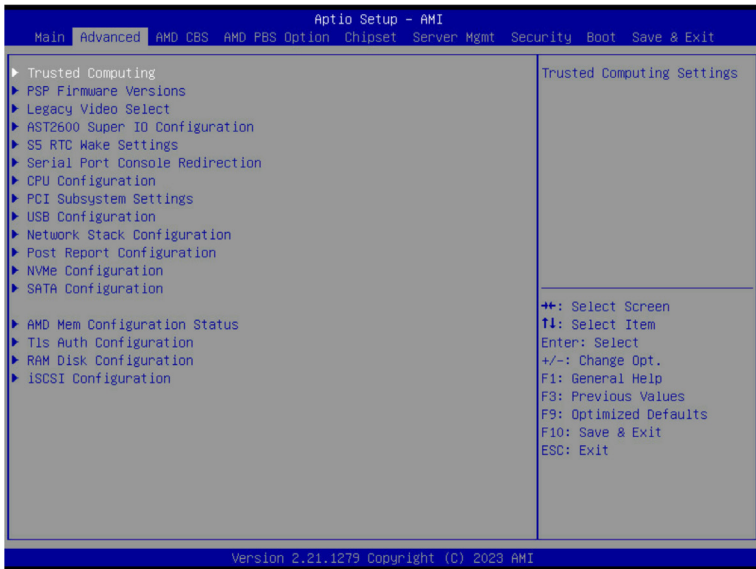 Aptio Setup – AMI
Main Advanced AMD CBS AMD PBS Option Chipset Server Mgmt Security Boot Save & Exit
Trusted Computing
PSP Firmware Versions
Legacy Video Select
AST2600 Super IO Configuration
S5 RTC Wake Settings
Serial Port Console Redirection
CPU Configuration
PCI Subsystem Settings
USB Configuration
Network Stack Configuration
Post Report Configuration
NVMe Configuration
SATA Configuration
AMD Mem Configuration Status
Tls Auth Configuration
RAM Disk Configuration
iSCSI Configuration
Trusted Computing Settings
→←: Select Screen
↑↓: Select Item
Enter: Select
+/-: Change Opt.
F1: General Help
F3: Previous Values
F9: Optimized Defaults
F10: Save & Exit
ESC: Exit
Version 2.21.1279 Copyright (C) 2023 AMI